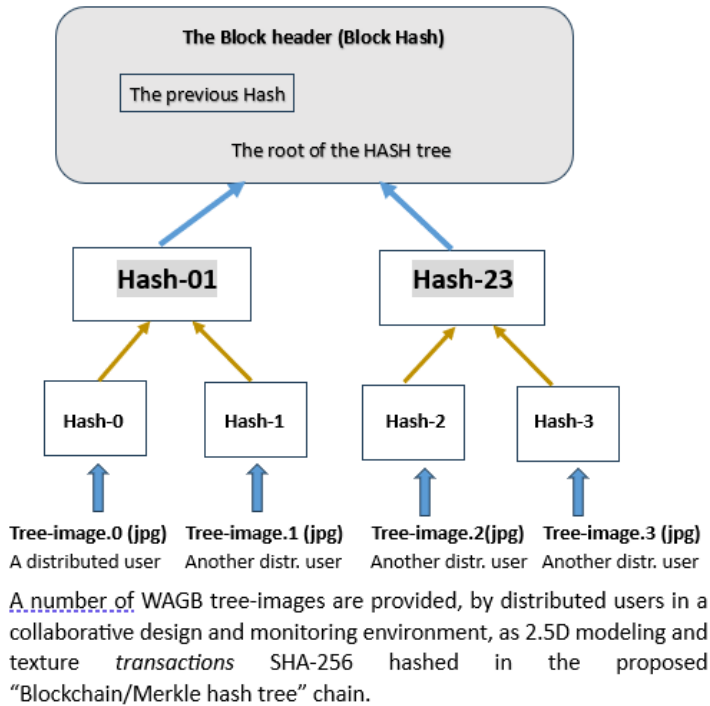 The Block header (Block Hash)
The previous Hash
The root of the HASH tree
Hash-01
Hash-23
Hash-0
Hash-1
Hash-2
Hash-3
Tree-image.0 (jpg) Tree-image.1 (jpg) Tree-image.2(jpg) Tree-image.3 (jpg)
A distributed user Another distr. user Another distr. user Another distr. user
A number of WAGB tree-images are provided, by distributed users in a
collaborative design and monitoring environment, as 2.5D modeling and
texture transactions SHA-256 hashed in the proposed
“Blockchain/Merkle hash tree” chain.